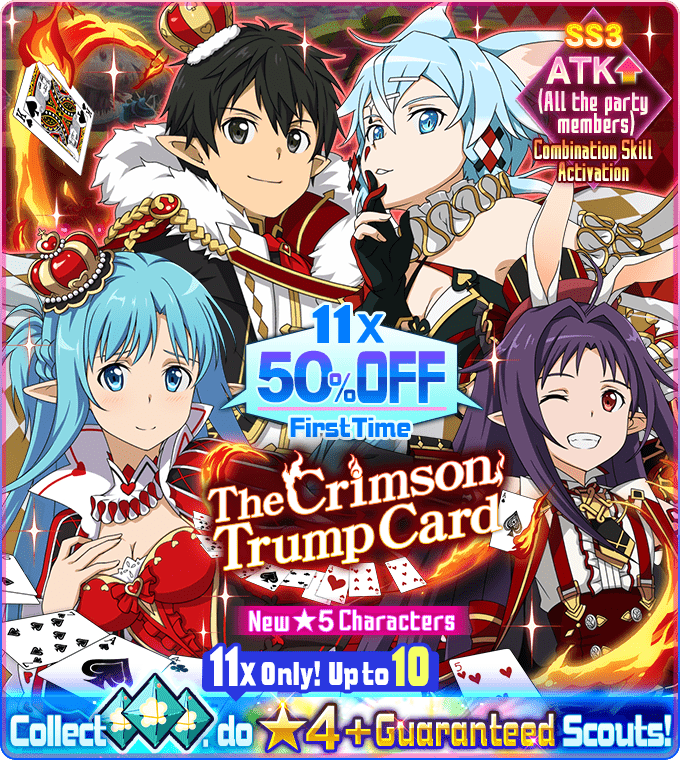 SS3
ATK
(All the party
members)
Combination Skill
Activation
K
11x
50%OFF
First Time
The Crimson
Trump Card
New ★5 Characters
11x Only! Up to 10
Collect , do ★4+Guaranteed Scouts!